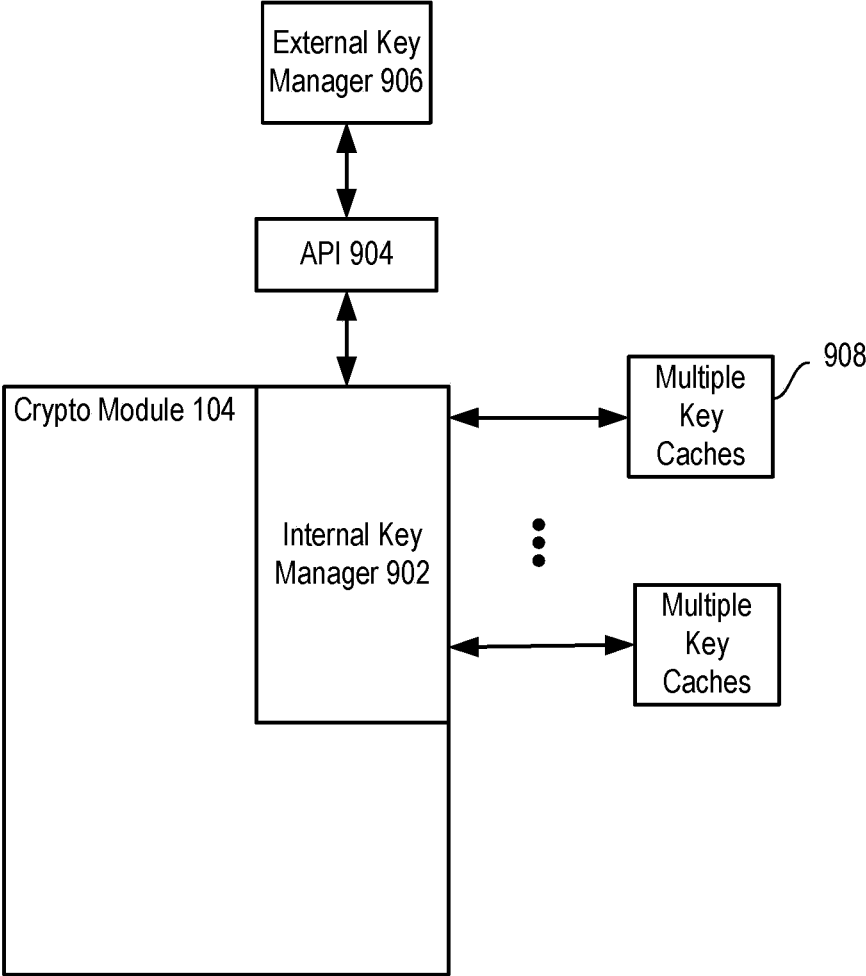 External Key
Manager 906
API 904
908
Multiple
Key
Caches
Crypto Module 104
Internal Key
Manager 902
Multiple
Key
Caches